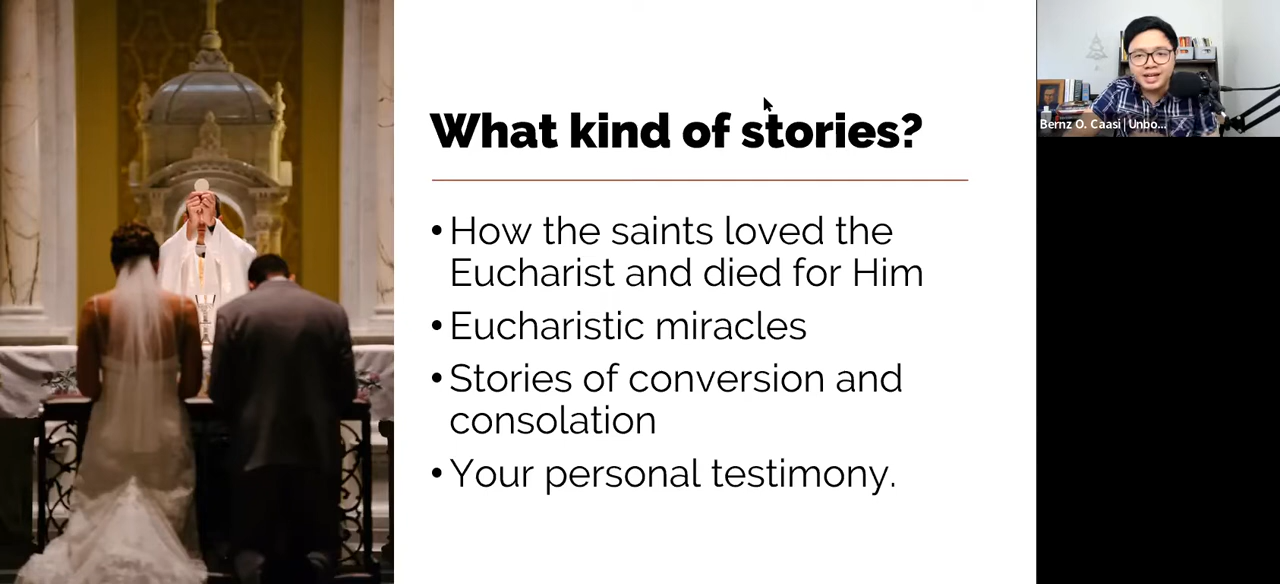 What kind of stories?
• How the saints loved the
Eucharist and died for Him
• Eucharistic miracles
• Stories of conversion and
consolation
• Your personal testimony.
Bernz O. Caasi | Unbo...